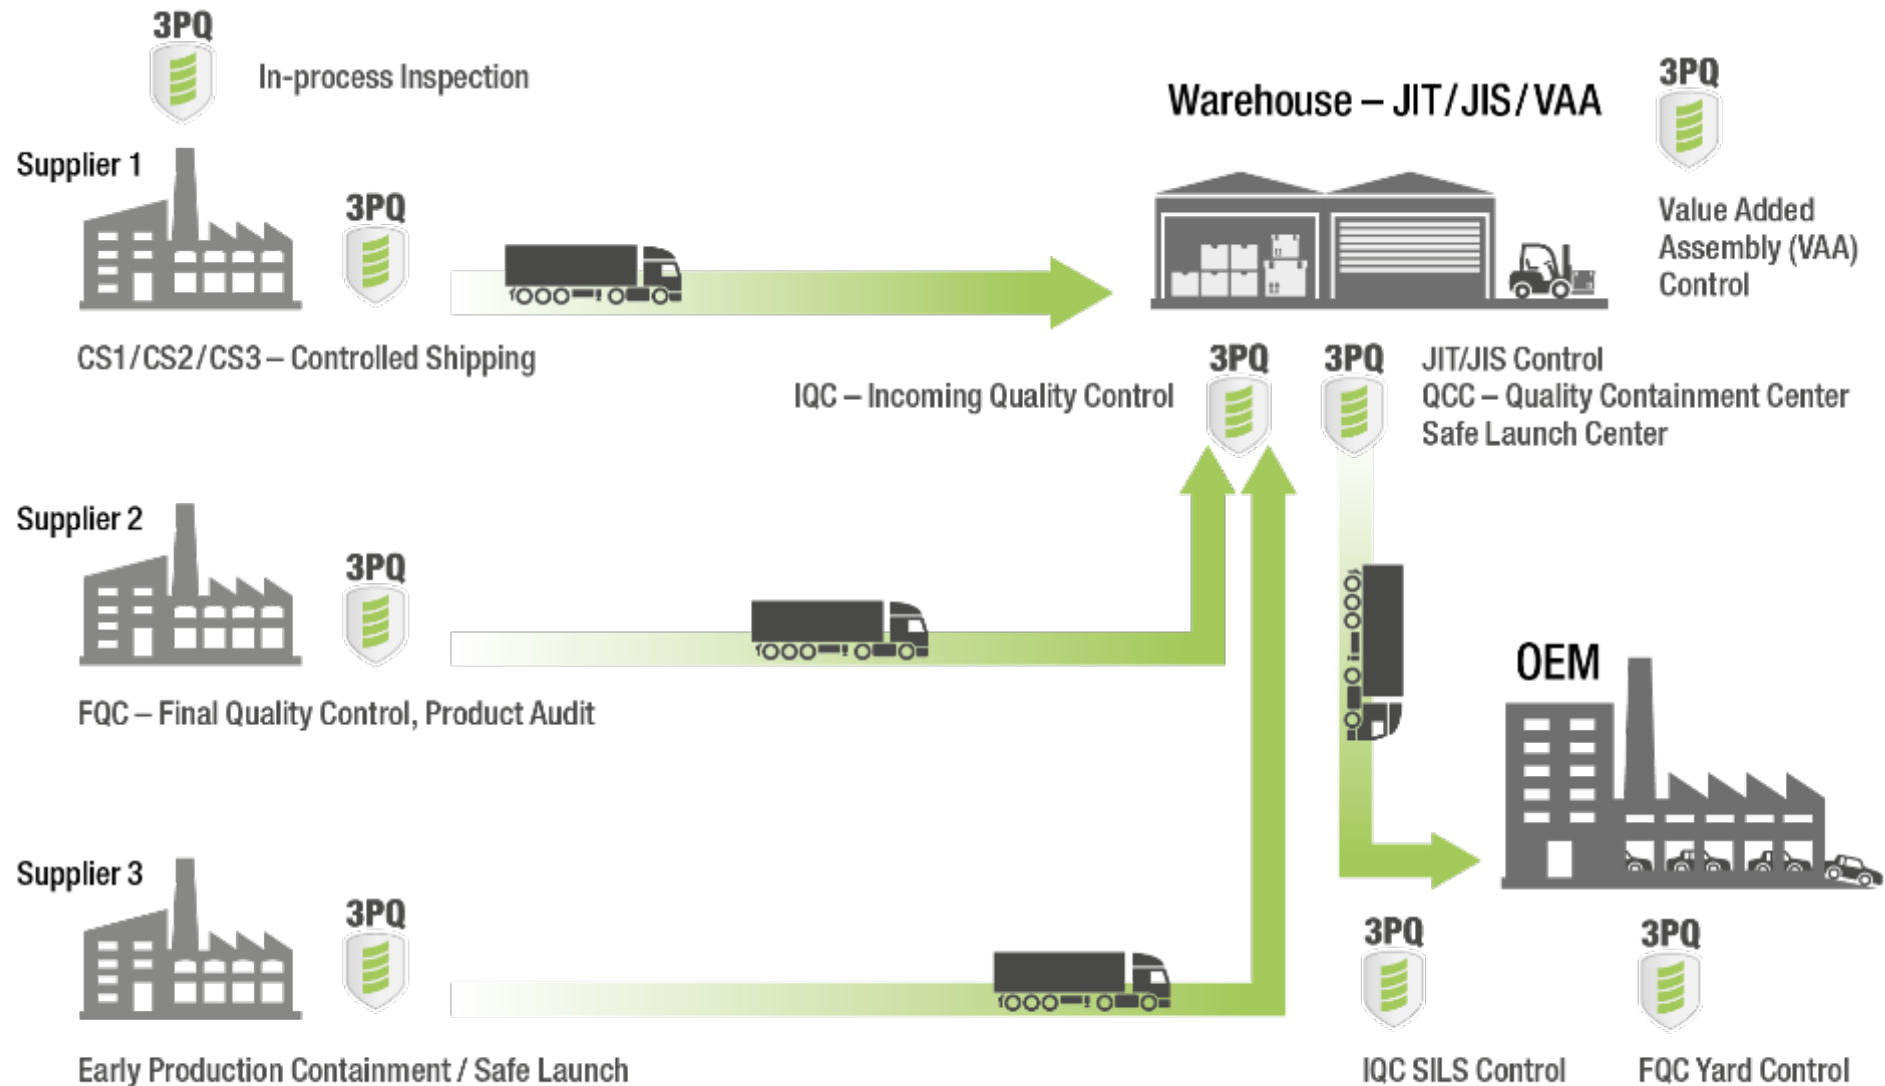 3PQ
In-process Inspection
Supplier 1
3PQ
CS1/CS2/CS3 – Controlled Shipping
Warehouse – JIT/JIS/VAA
3PQ
Value Added
Assembly (VAA)
Control
IQC – Incoming Quality Control
3PQ
3PQ
JIT/JIS Control
QCC – Quality Containment Center
Safe Launch Center
Supplier 2
3PQ
FQC – Final Quality Control, Product Audit
OEM
Supplier 3
3PQ
Early Production Containment / Safe Launch
3PQ
IQC SILS Control
3PQ
FQC Yard Control